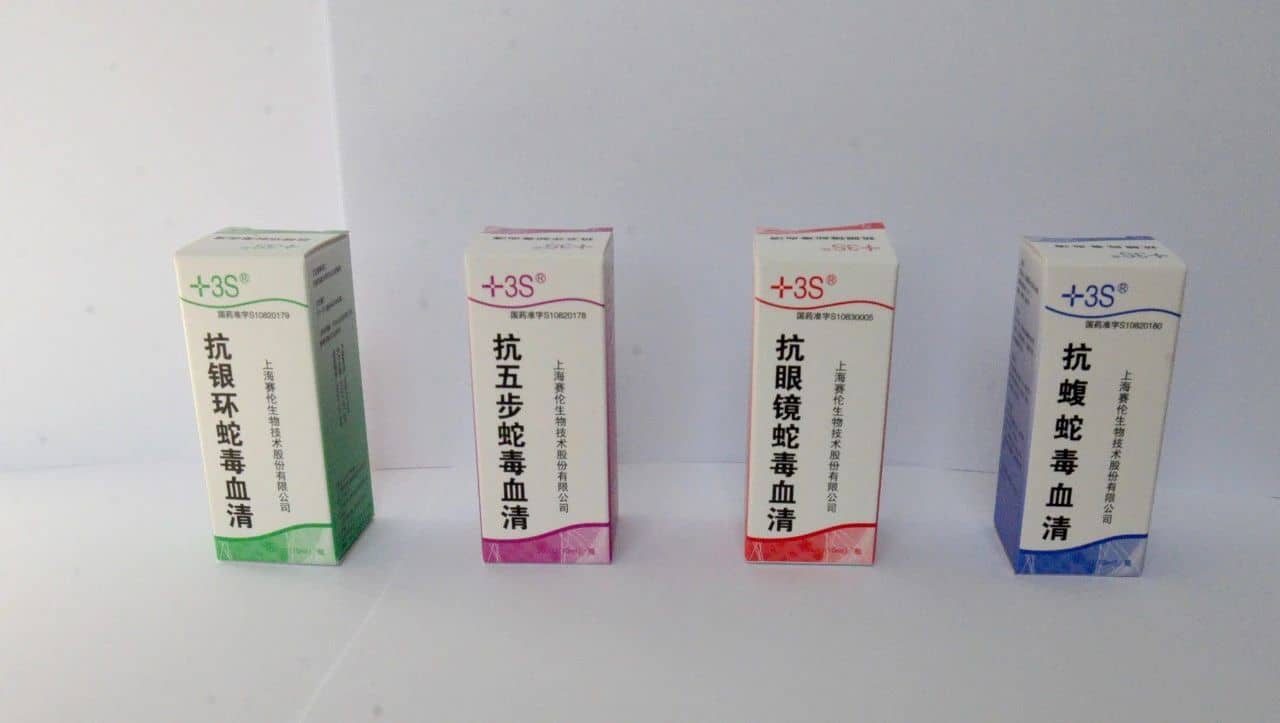 +3S®
国药准字S10820179
抗银环蛇毒血清
上海赛伦生物技术股份有限公司
+3S®
国药准字S10820178
抗五步蛇毒血清
上海赛伦生物技术股份有限公司
+3S®
国药准字S10830005
抗眼镜蛇毒血清
上海赛伦生物技术股份有限公司
+3S®
国药准字S10820180
抗蝮蛇毒血清
上海赛伦生物技术股份有限公司